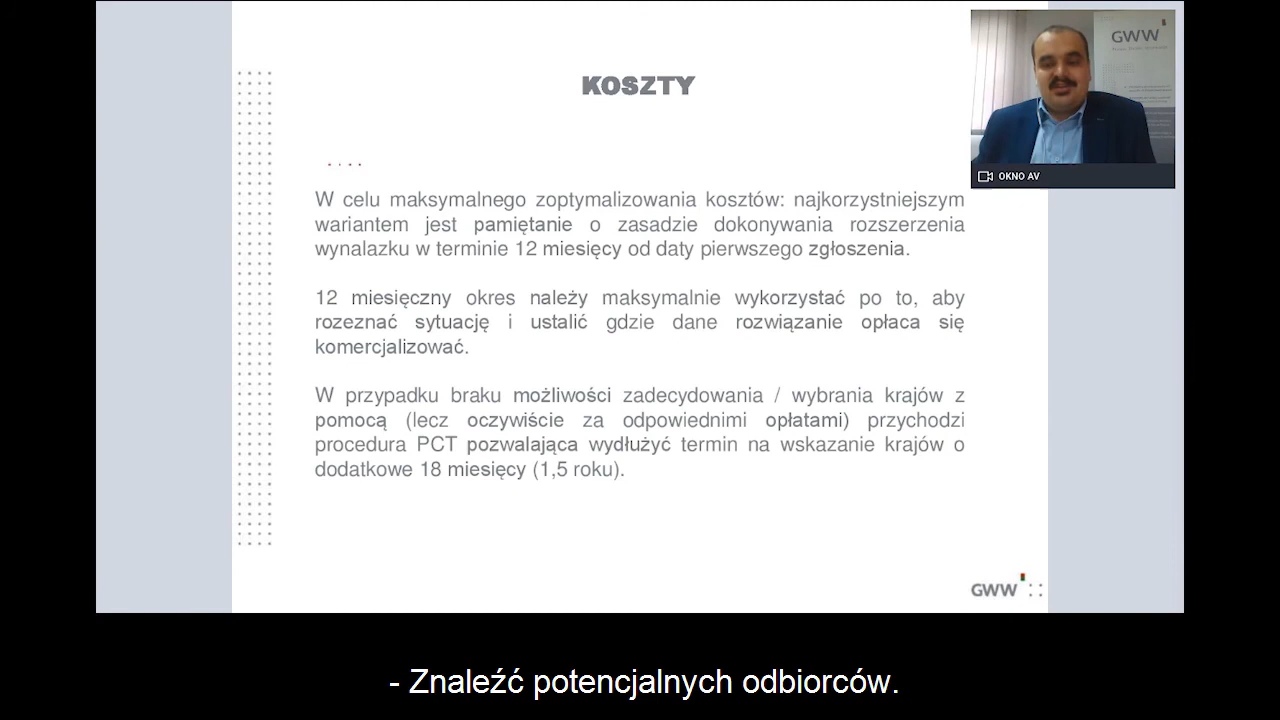 KOSZTY
W celu maksymalnego zoptymalizowania kosztów: najkorzystniejszym
wariantem jest pamiętanie o zasadzie dokonywania rozszerzenia
wynalazku w terminie 12 miesięcy od daty pierwszego zgłoszenia.
12 miesięczny okres należy maksymalnie wykorzystać po to, aby
rozeznać sytuację i ustalić gdzie dane rozwiązanie opłaca się
komercjalizować.
W przypadku braku możliwości zadecydowania / wybrania krajów z
pomocą (lecz oczywiście za odpowiednimi opłatami) przychodzi
procedura PCT pozwalająca wydłużyć termin na wskazanie krajów o
dodatkowe 18 miesięcy (1,5 roku).
GWW
OKNO AV
GWW
- Znaleźć potencjalnych odbiorców.